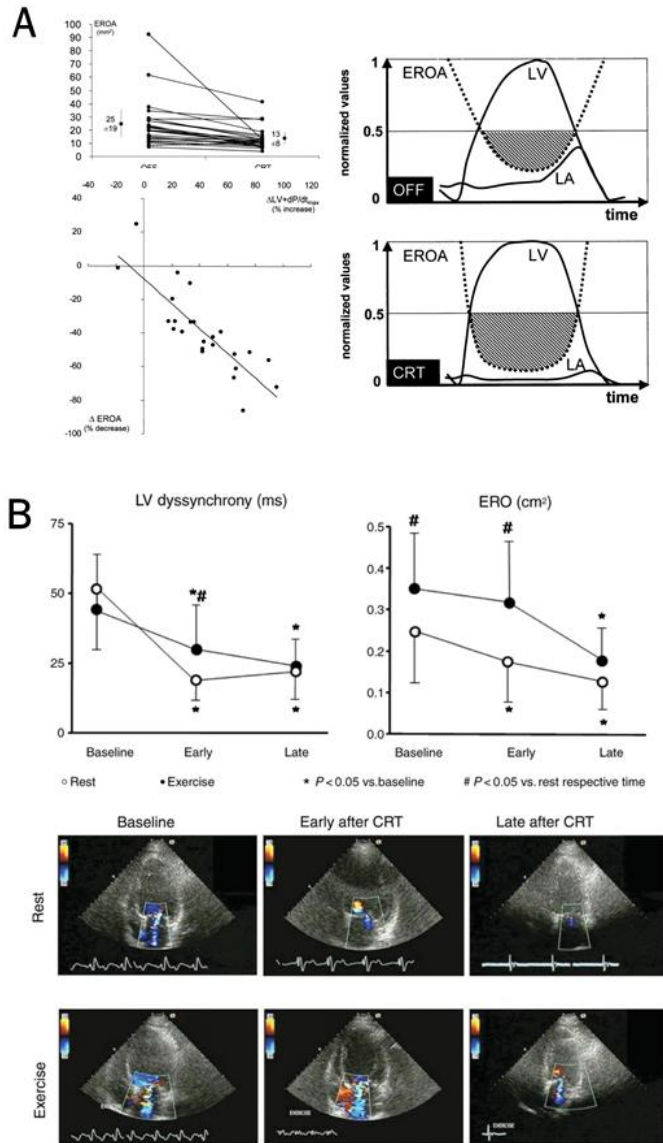 A
EROA
(mm²)
100
90
80
70
60
50
40
30
20
10
0
25
±19
13
±8
OFF
CRT
-40
-20
0
20
40
60
80
100
120
ΔLV+dP/dtmax
(% increase)
20
0
-20
-40
-60
-80
-100
Δ EROA
(% decrease)
normalized values
1
0.5
0
EROA
LV
LA
OFF
time
normalized values
1
0.5
0
EROA
LV
LA
CRT
time
B
LV dyssynchrony (ms)
75
50
25
0
*#
*
*
*
Baseline
Early
Late
ERO (cm²)
0.5
0.4
0.3
0.2
0.1
0.0
#
#
*
*
*
Baseline
Early
Late
Rest
Exercise
* P < 0.05 vs. baseline
# P < 0.05 vs. rest respective time
Baseline
Early after CRT
Late after CRT
Rest
Exercise
EXERCISE
EXERCISE
EXERCISE